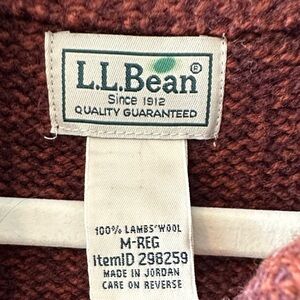 L.L.Bean®
Since 1912
QUALITY GUARANTEED
100% LAMBS' WOOL
M-REG
ItemID 298259
MADE IN JORDAN
CARE ON REVERSE